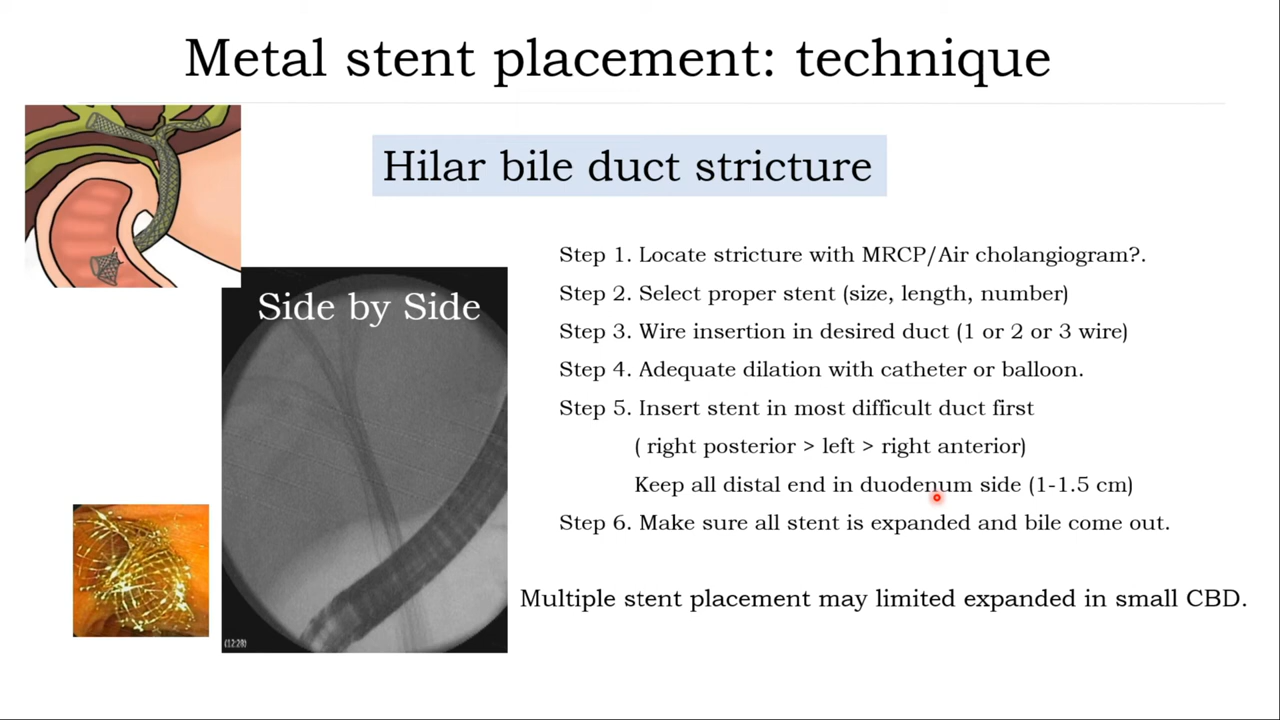 Metal stent placement: technique
Hilar bile duct stricture
Side by Side
Step 1. Locate stricture with MRCP/Air cholangiogram?.
Step 2. Select proper stent (size, length, number)
Step 3. Wire insertion in desired duct (1 or 2 or 3 wire)
Step 4. Adequate dilation with catheter or balloon.
Step 5. Insert stent in most difficult duct first
( right posterior > left > right anterior)
Keep all distal end in duodenum side (1-1.5 cm)
Step 6. Make sure all stent is expanded and bile come out.
Multiple stent placement may limited expanded in small CBD.
(12:28)